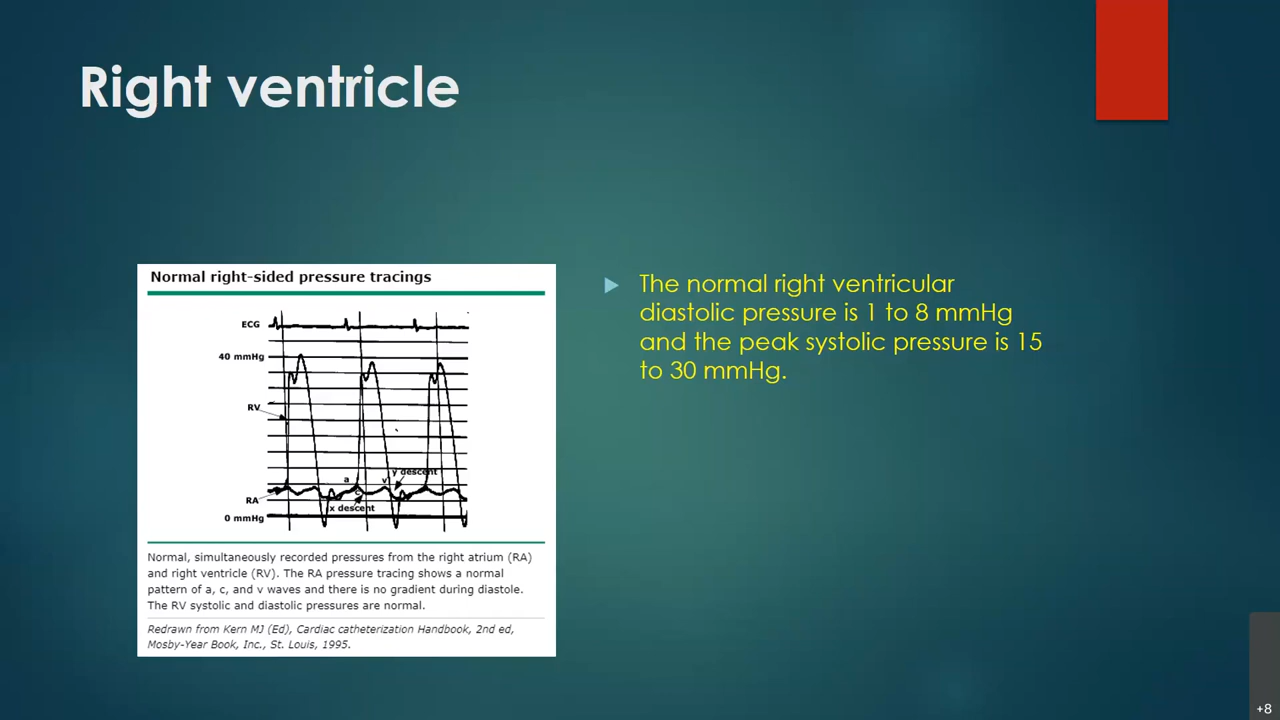 Right ventricle
Normal right-sided pressure tracings
ECG
40 mmHg
RV
y descent
a
v
c
RA
x descent
0 mmHg
Normal, simultaneously recorded pressures from the right atrium (RA)
and right ventricle (RV). The RA pressure tracing shows a normal
pattern of a, c, and v waves and there is no gradient during diastole.
The RV systolic and diastolic pressures are normal.
Redrawn from Kern MJ (Ed), Cardiac catheterization Handbook, 2nd ed,
Mosby-Year Book, Inc., St. Louis, 1995.
The normal right ventricular
diastolic pressure is 1 to 8 mmHg
and the peak systolic pressure is 15
to 30 mmHg.
+8